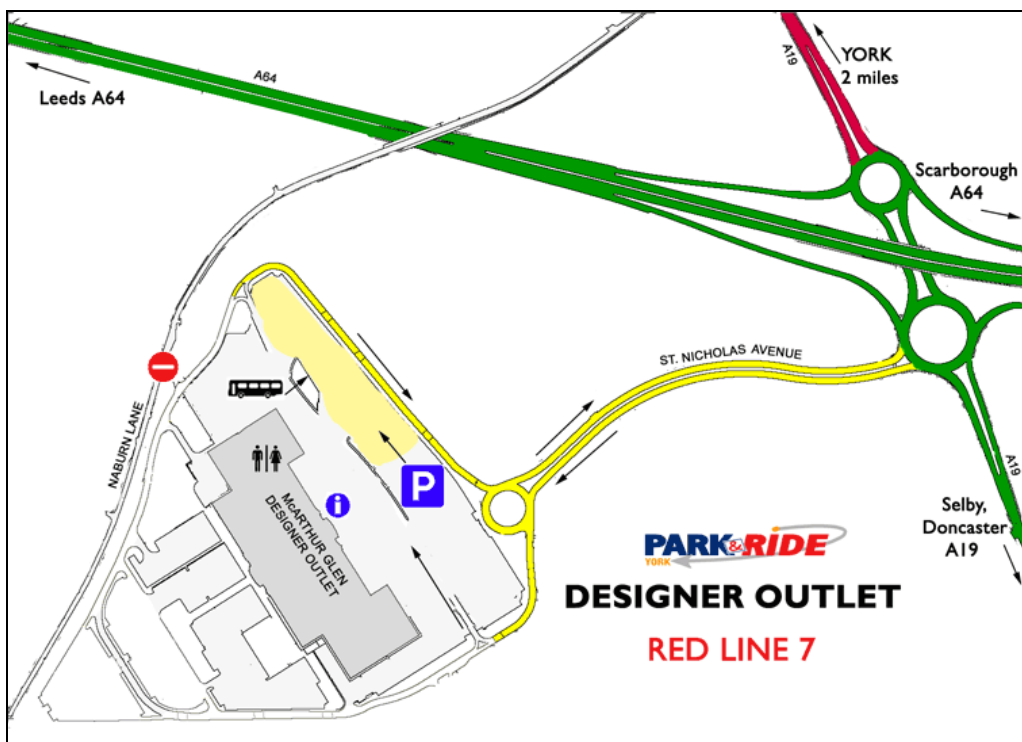 A19
YORK
2 miles
A64
Leeds A64
Scarborough
A64
ST. NICHOLAS AVENUE
NABURN LANE
A19
P
i
McARTHUR GLEN
DESIGNER OUTLET
Selby,
Doncaster
A19
PARK & RIDE
YORK
DESIGNER OUTLET
RED LINE 7